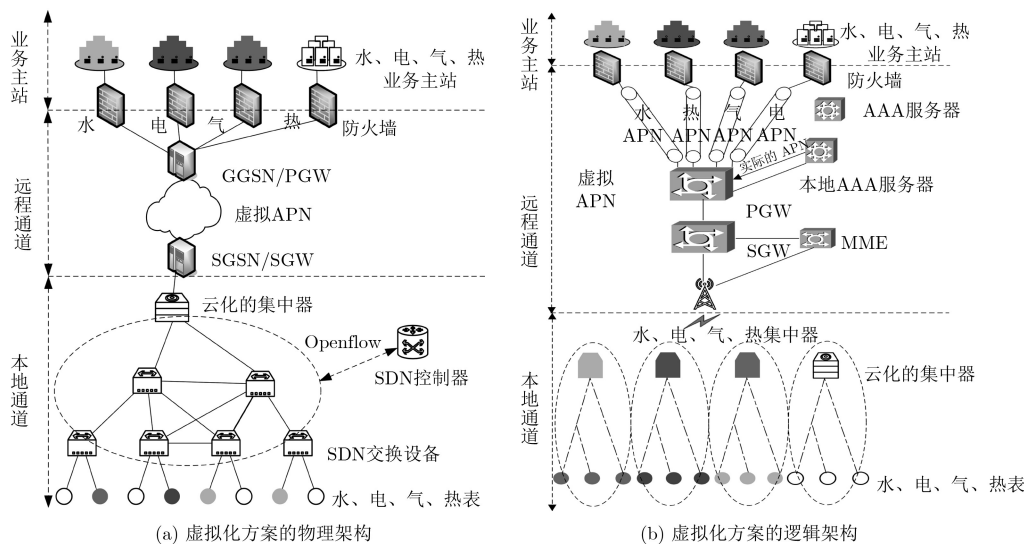 业务主站
水、电、气、热
业务主站
水 电 气 热
防火墙
远程通道
GGSN/PGW
虚拟APN
SGSN/SGW
本地通道
云化的集中器
Openflow
SDN控制器
SDN交换设备
水、电、气、热表
(a) 虚拟化方案的物理架构
业务主站
水、电、气、热
业务主站
防火墙
水 热 气 电
APN APN APN APN
AAA服务器
实际的 APN
远程通道
虚拟
APN
本地AAA服务器
PGW
SGW
MME
水、电、气、热集中器
本地通道
云化的集中器
水、电、气、热表
(b) 虚拟化方案的逻辑架构